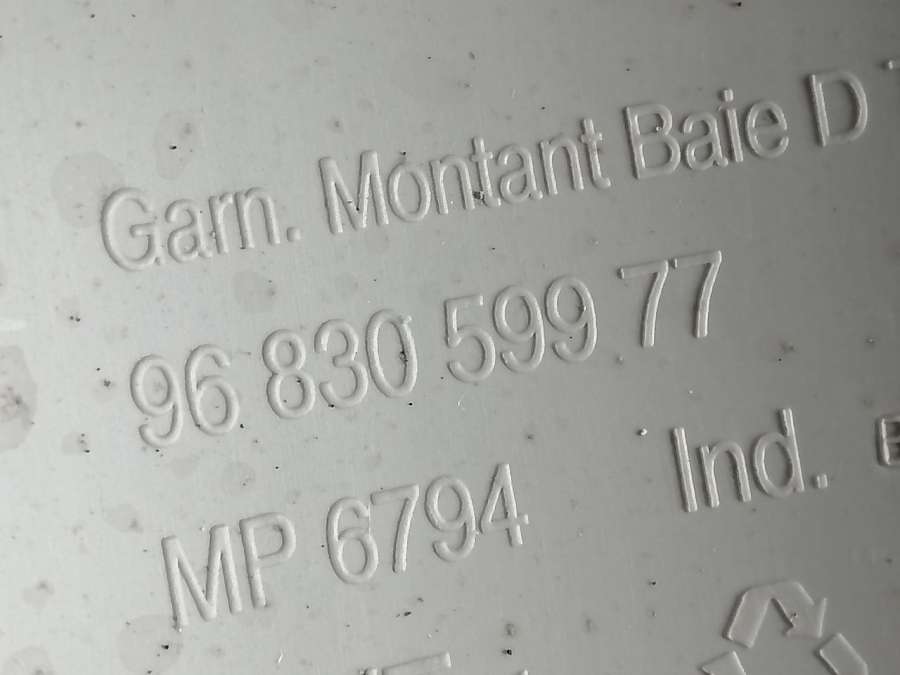 Garn. Montant Baie D
96 830 599 77
MP 6794 Ind.